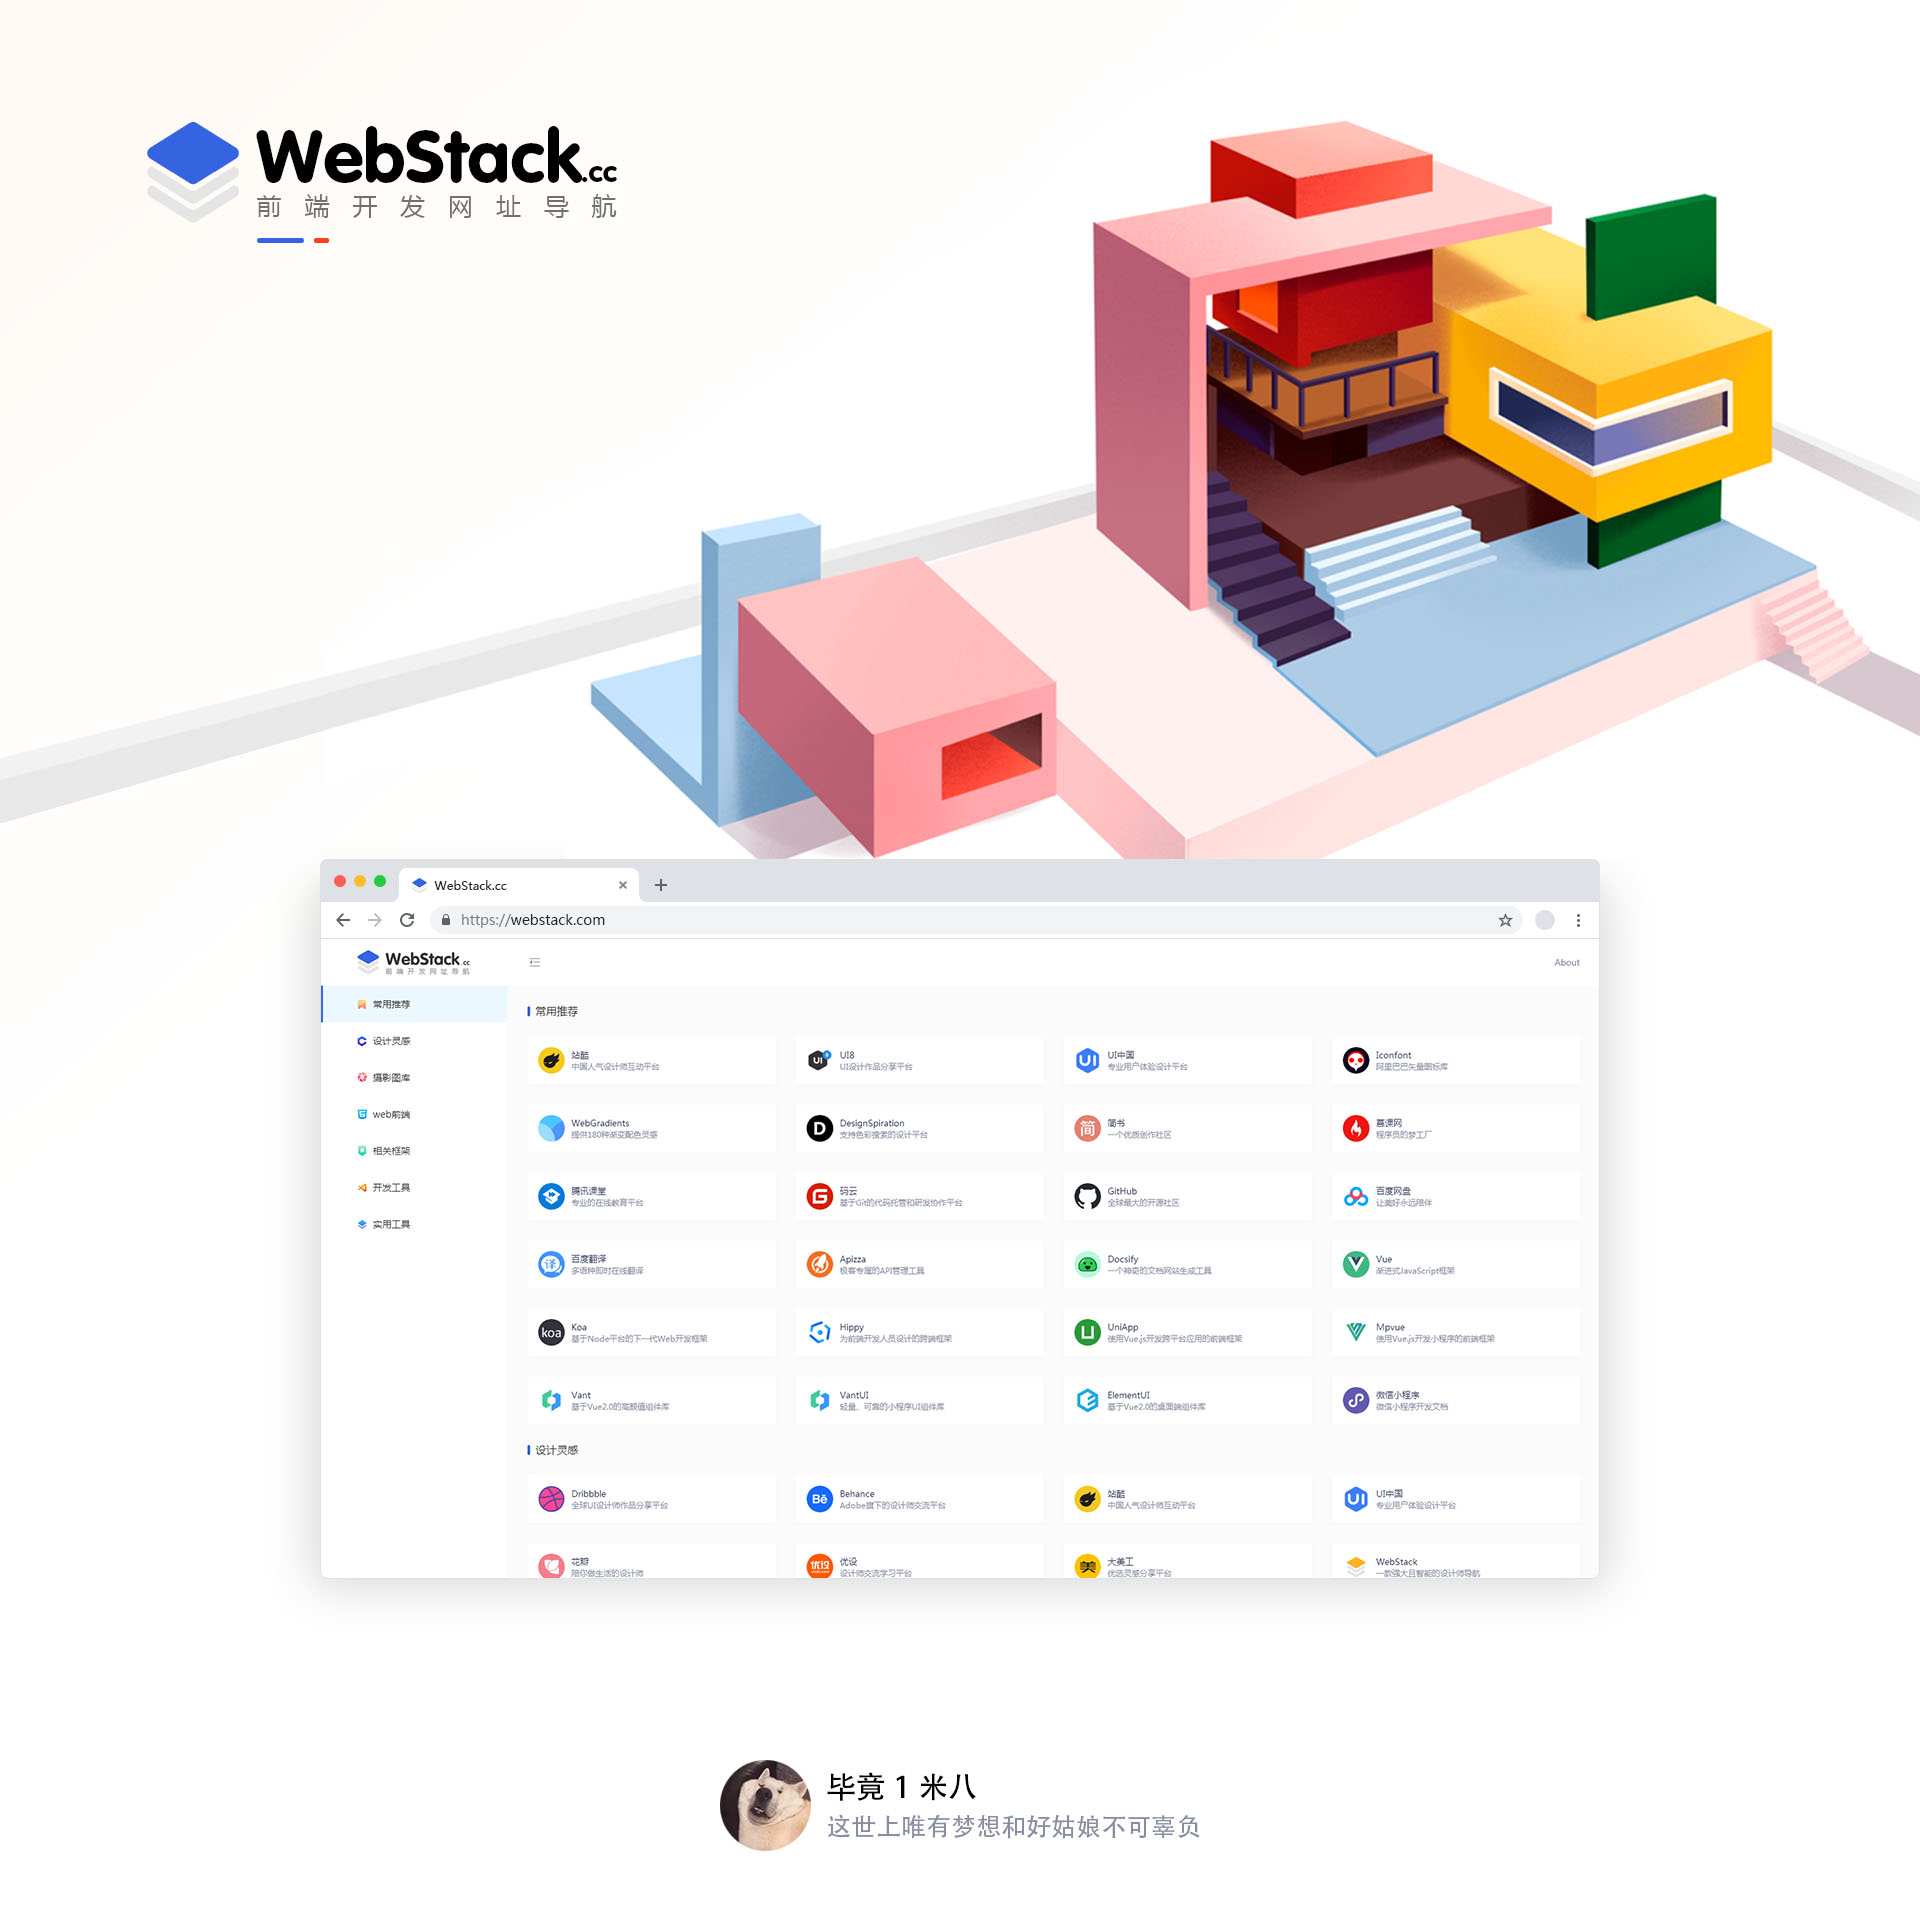 WebStack.cc
前端开发网址导航
WebStack.cc
https://webstack.com
WebStack.cc
前端开发网址导航
About
常用推荐
设计灵感
摄影图库
web前端
相关框架
开发工具
实用工具
常用推荐
站酷
中国人气设计师互动平台
UI8
UI设计作品分享平台
UI中国
专业用户体验设计平台
Iconfont
阿里巴巴矢量图标库
WebGradients
提供180种渐变配色灵感
DesignSpiration
支持色彩搜索的设计平台
简书
一个优质创作社区
慕课网
程序员的梦工厂
腾讯课堂
专业的在线教育平台
码云
基于Git的代码托管和研发协作平台
GitHub
全球最大的开源社区
百度网盘
让美好永远陪伴
百度翻译
多语种即时在线翻译
Apizza
极客专属的API管理工具
Docsify
一个神奇的文档网站生成工具
Vue
渐进式JavaScript框架
Koa
基于Node平台的下一代Web开发框架
Hippy
为前端开发人员设计的跨端框架
UniApp
使用Vue.js开发跨平台应用的前端框架
Mpvue
使用Vue.js开发小程序的前端框架
Vant
基于Vue2.0的高颜值组件库
VantUI
轻量、可靠的小程序UI组件库
ElementUI
基于Vue2.0的桌面端组件库
微信小程序
微信小程序开发文档
设计灵感
Dribbble
全球UI设计师作品分享平台
Behance
Adobe旗下的设计师交流平台
站酷
中国人气设计师互动平台
UI中国
专业用户体验设计平台
花瓣
陪你做生活的设计师
优设
设计师交流学习平台
大美工
优选灵感分享平台
WebStack
一款强大且智能的设计师导航
毕竟 1 米八
这世上唯有梦想和好姑娘不可辜负